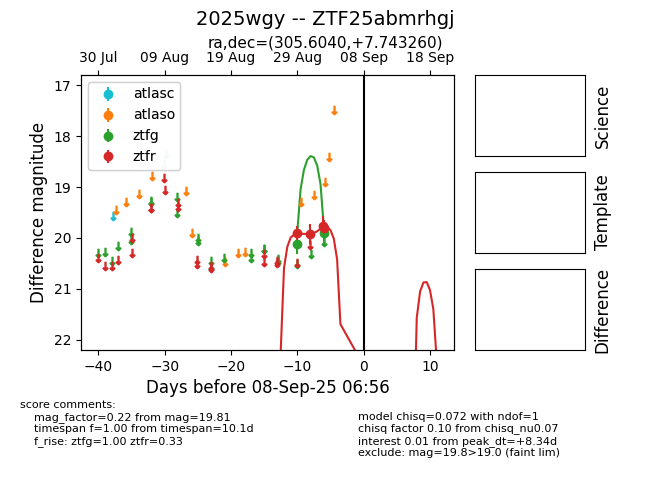 2025wgy -- ZTF25abmrhgj
ra,dec=(305.6040,+7.743260)
30 Jul 09 Aug 19 Aug 29 Aug 08 Sep 18 Sep
17
18
19
20
21
22
Difference magnitude
atlasc
atlaso
ztfg
ztfr
−40 −30 −20 −10 0 10
Days before 08-Sep-25 06:56
Science
Template
Difference
score comments:
mag_factor=0.22 from mag=19.81
timespan f=1.00 from timespan=10.1d
f_rise: ztfg=1.00 ztfr=0.33
model chisq=0.072 with ndof=1
chisq factor 0.10 from chisq_nu0.07
interest 0.01 from peak_dt=+8.34d
exclude: mag=19.8>19.0 (faint lim)